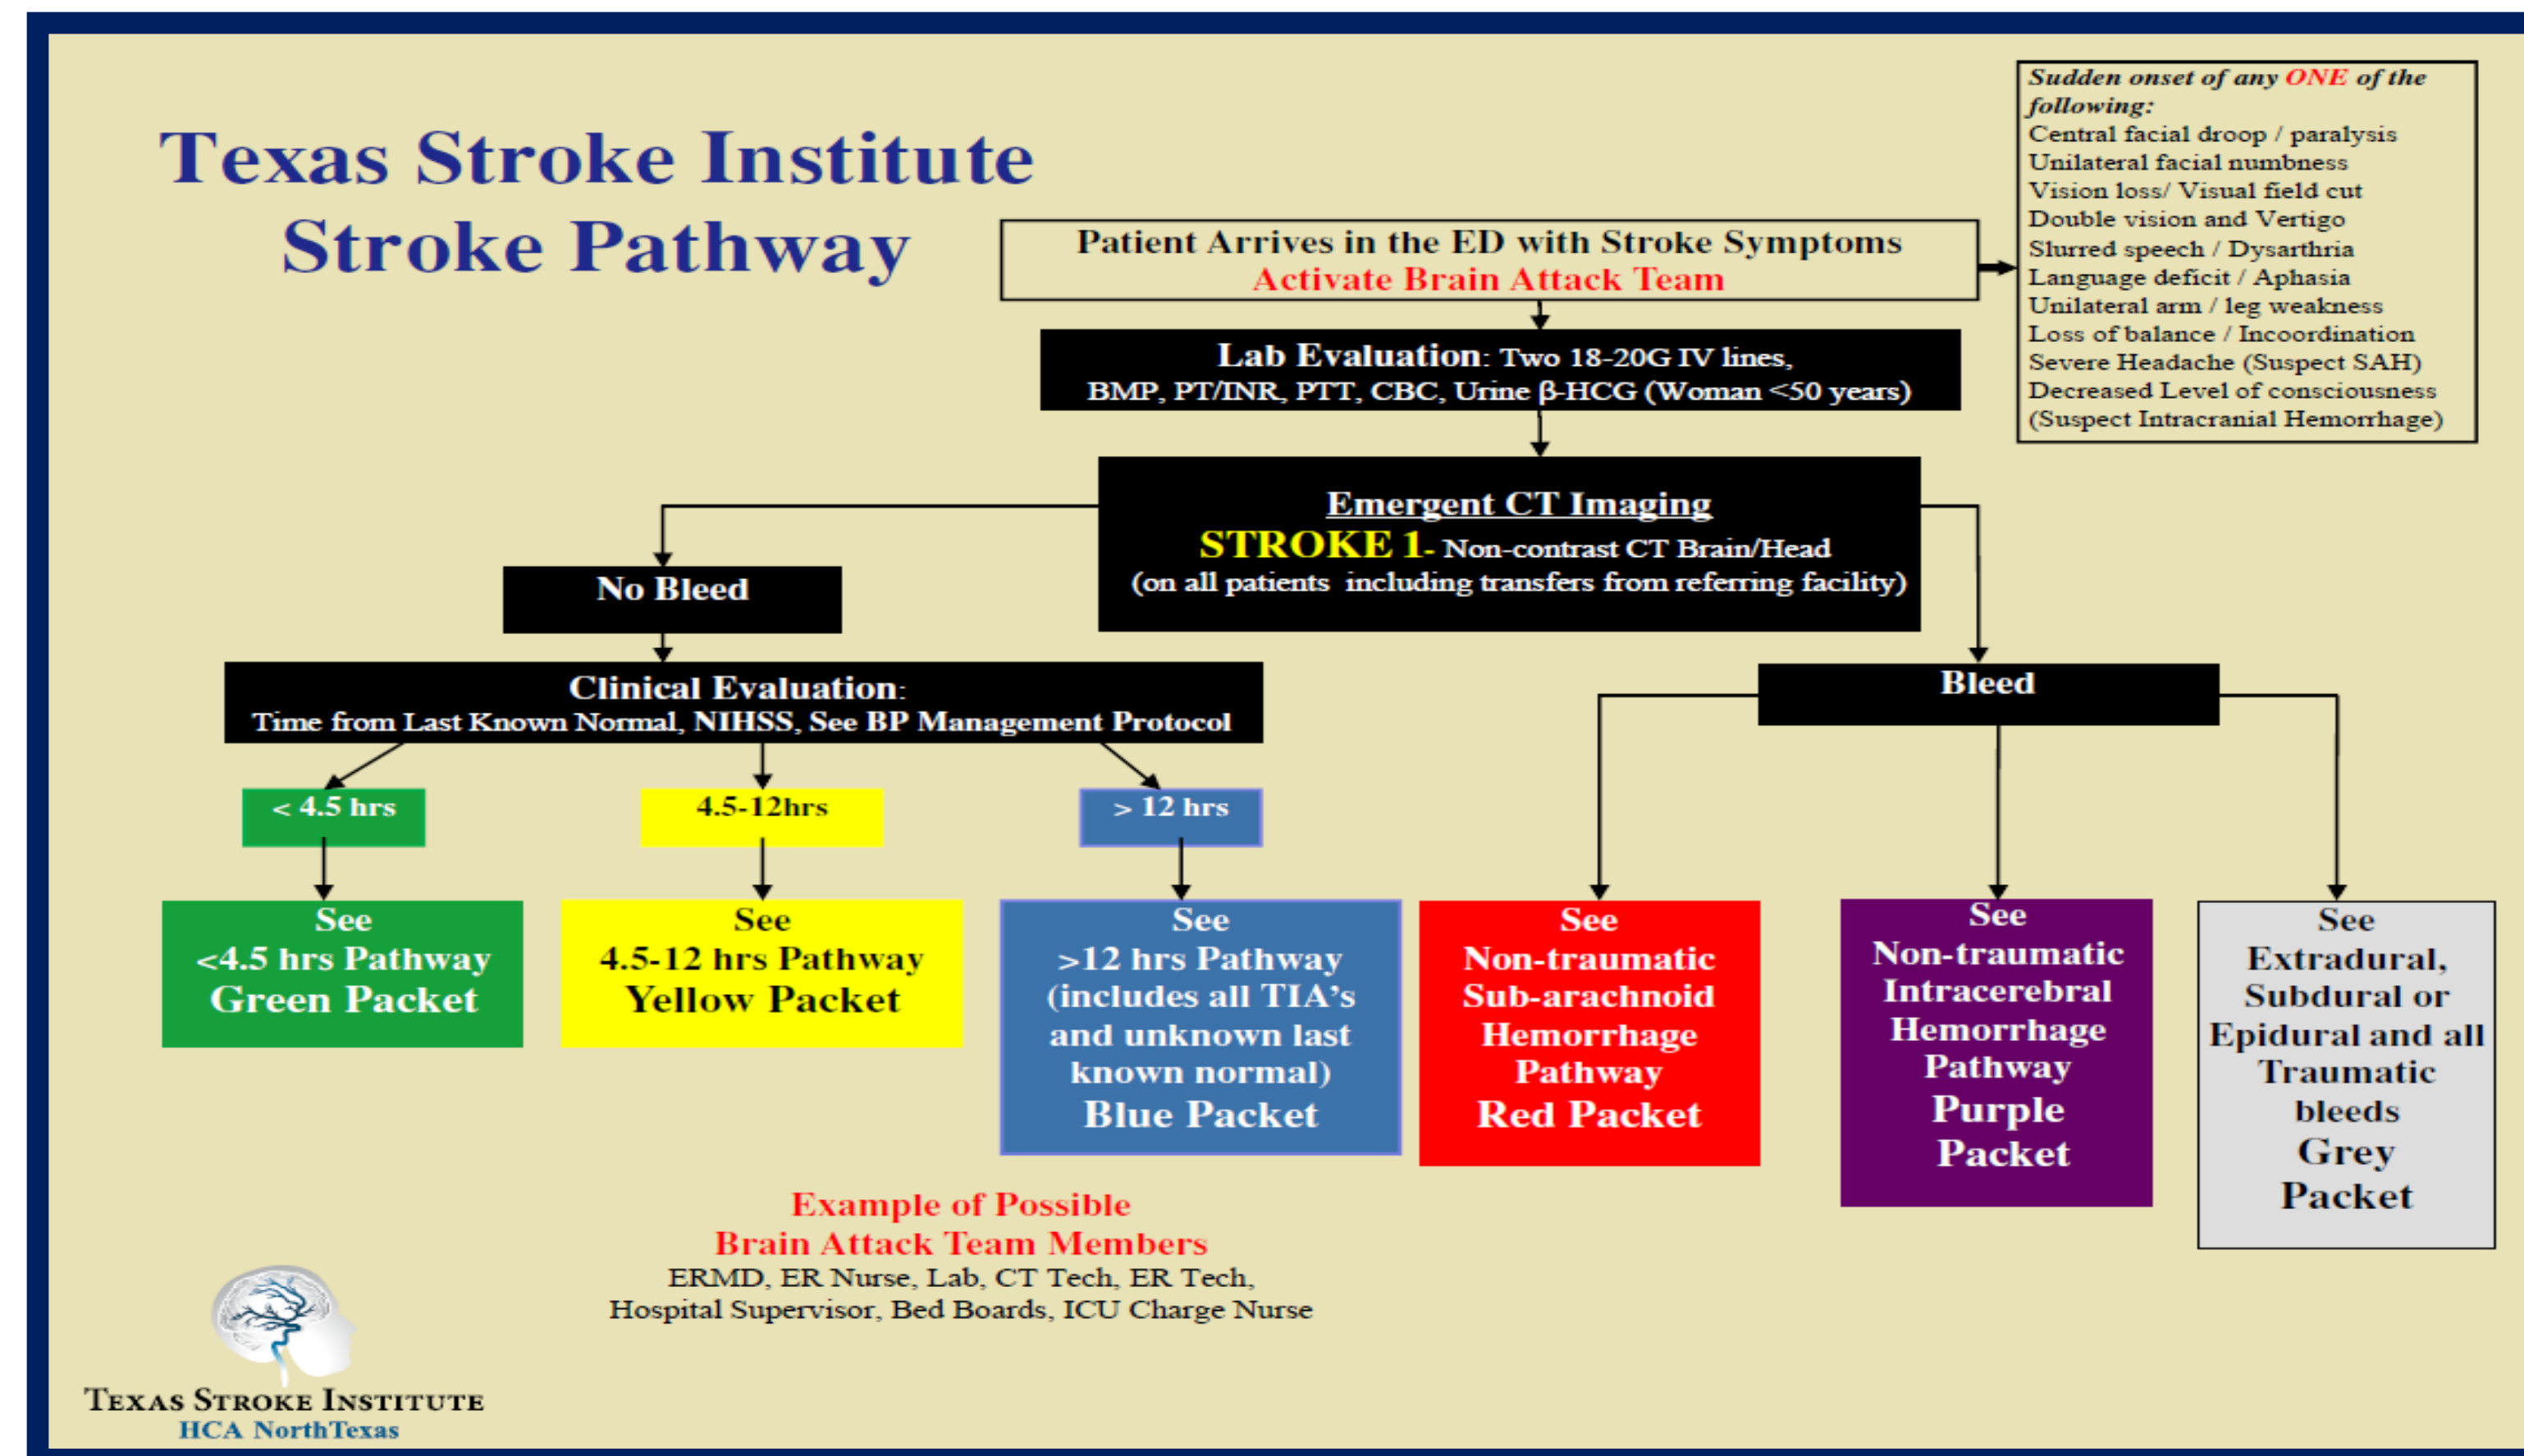 Texas Stroke Institute
Stroke Pathway
Sudden onset of any ONE of the
following:
Central facial droop / paralysis
Unilateral facial numbness
Vision loss/ Visual field cut
Double vision and Vertigo
Slurred speech / Dysarthria
Language deficit / Aphasia
Unilateral arm / leg weakness
Loss of balance / Incoordination
Severe Headache (Suspect SAH)
Decreased Level of consciousness
(Suspect Intracranial Hemorrhage)
Patient Arrives in the ED with Stroke Symptoms
Activate Brain Attack Team
Lab Evaluation: Two 18-20G IV lines,
BMP, PT/INR, PTT, CBC, Urine β-HCG (Woman <50 years)
Emergent CT Imaging
STROKE 1- Non-contrast CT Brain/Head
(on all patients including transfers from referring facility)
No Bleed
Clinical Evaluation:
Time from Last Known Normal, NIHSS, See BP Management Protocol
Bleed
< 4.5 hrs
4.5-12hrs
> 12 hrs
See
<4.5 hrs Pathway
Green Packet
See
4.5-12 hrs Pathway
Yellow Packet
See
>12 hrs Pathway
(includes all TIA's
and unknown last
known normal)
Blue Packet
See
Non-traumatic
Sub-arachnoid
Hemorrhage
Pathway
Red Packet
See
Non-traumatic
Intracerebral
Hemorrhage
Pathway
Purple
Packet
See
Extradural,
Subdural or
Epidural and all
Traumatic
bleeds
Grey
Packet
Example of Possible
Brain Attack Team Members
ERMD, ER Nurse, Lab, CT Tech, ER Tech,
Hospital Supervisor, Bed Boards, ICU Charge Nurse
TEXAS STROKE INSTITUTE
HCA NorthTexas